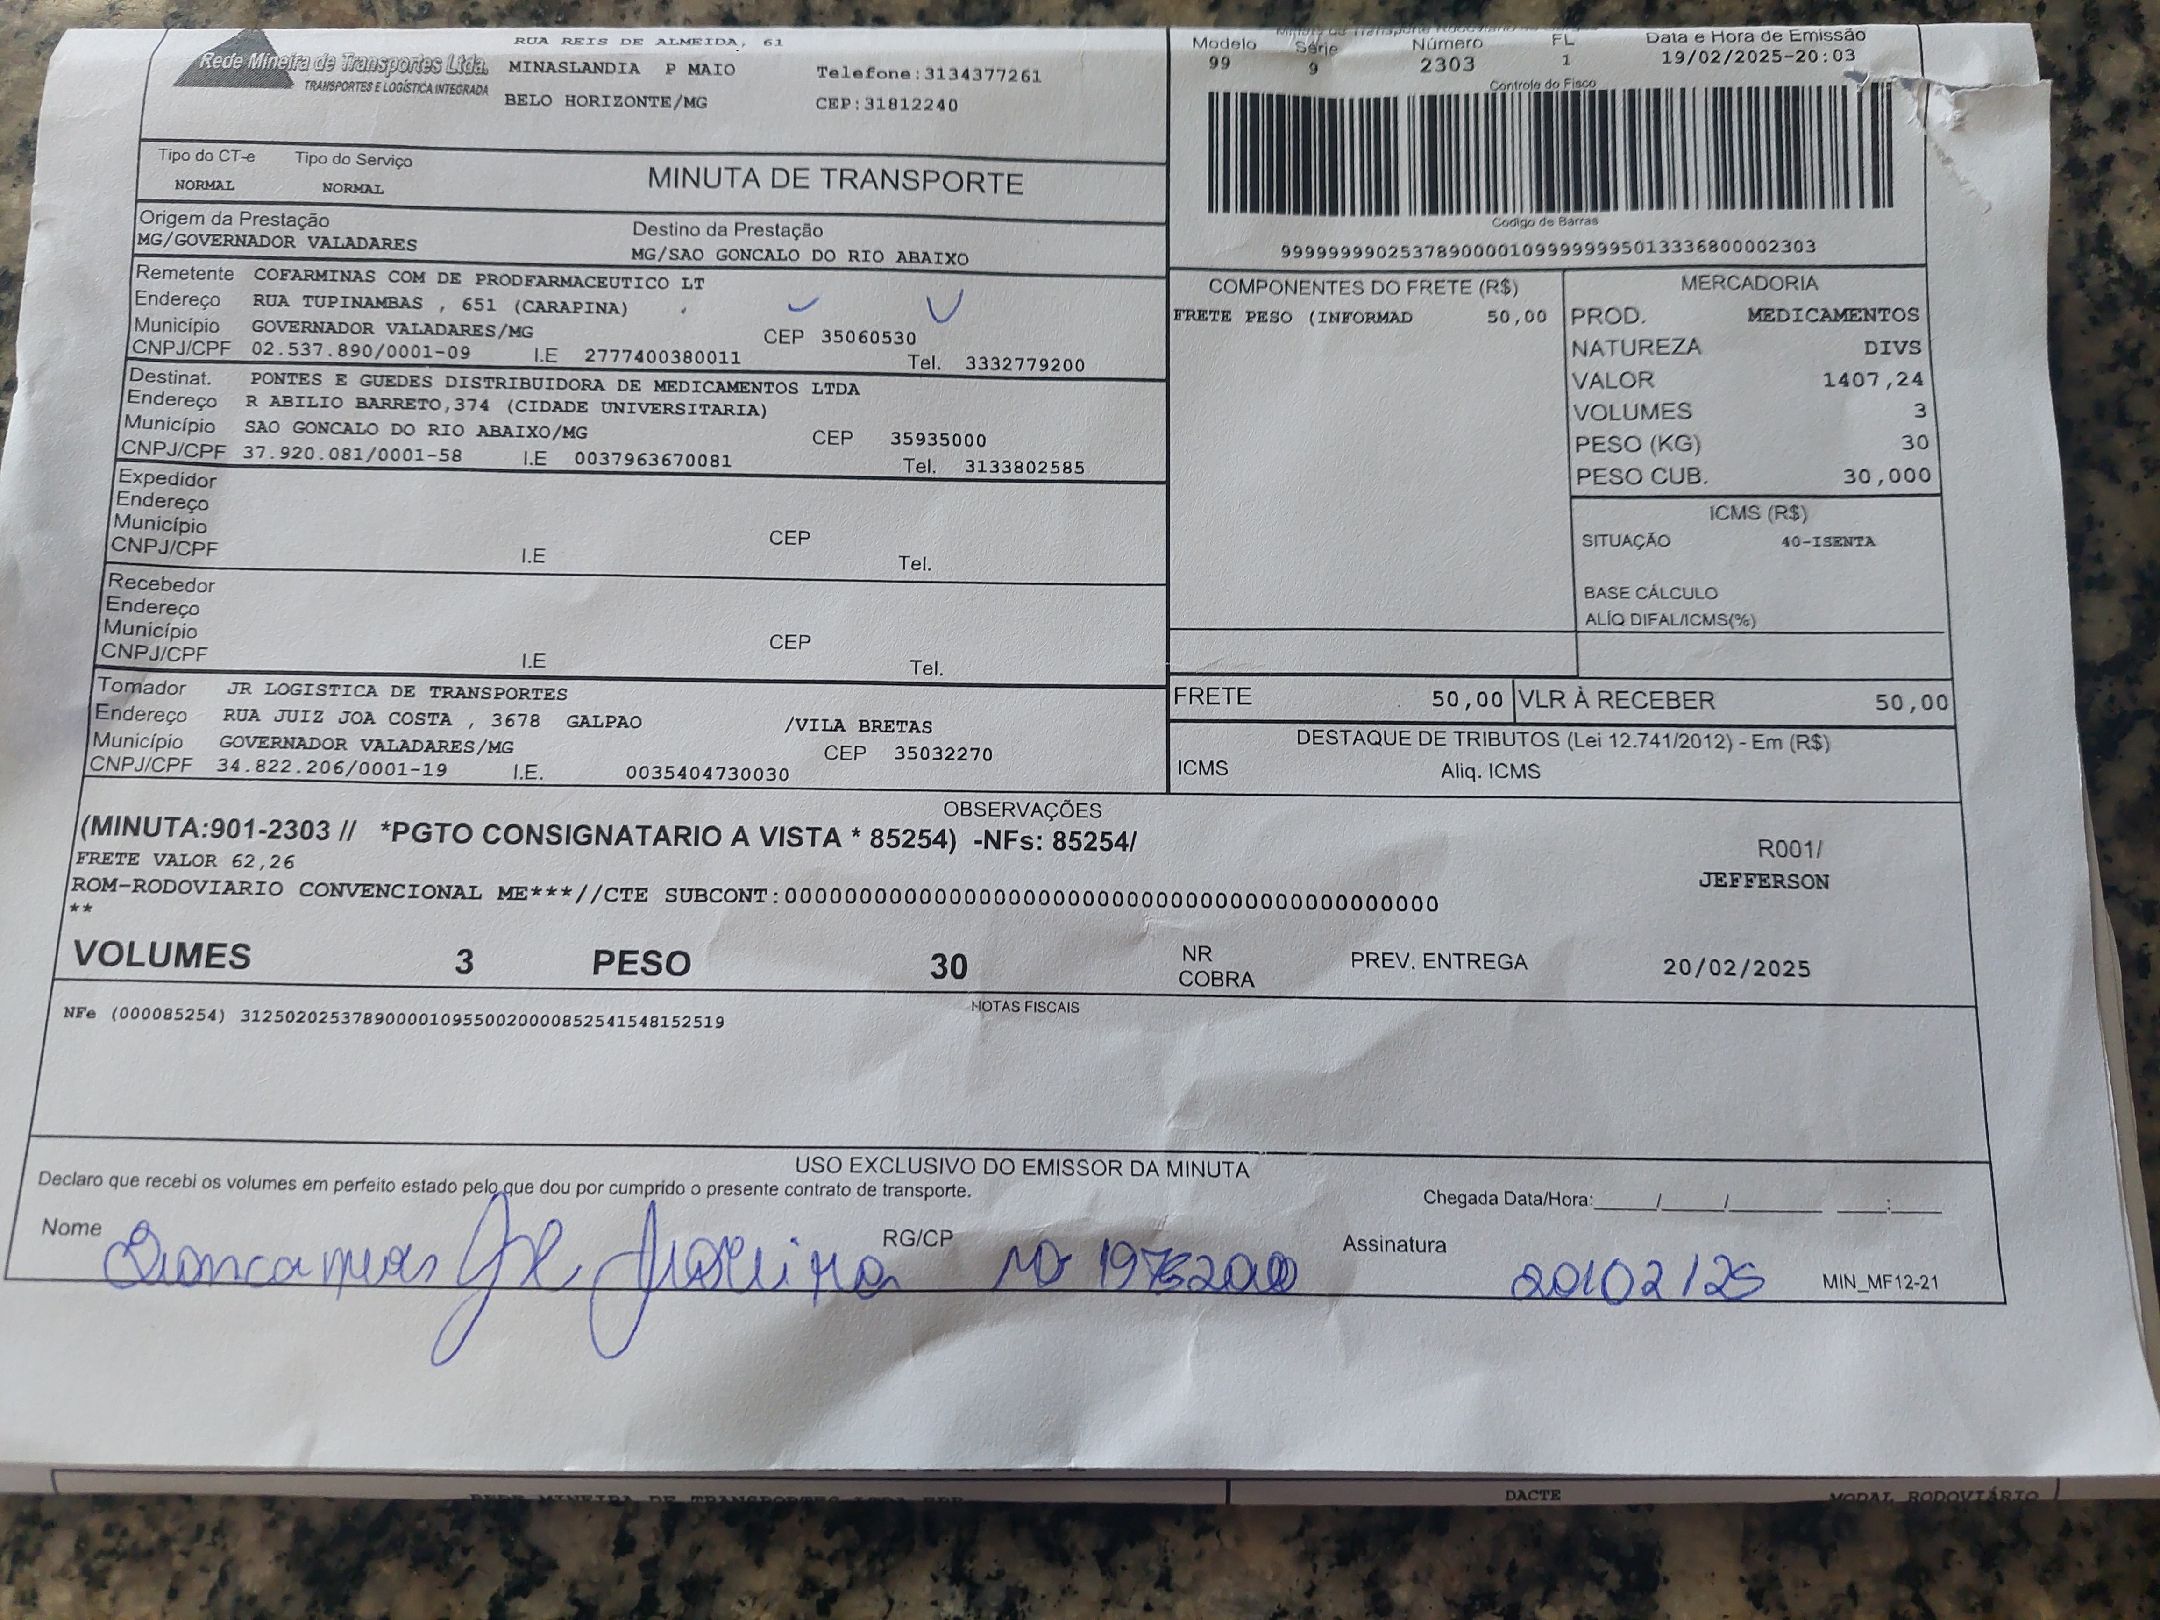 Rede Mineira de Transportes Ltda.
TRANSPORTES E LOGÍSTICA INTEGRADA
RUA REIS DE ALMEIDA, 61
MINASLANDIA P MAIO
BELO HORIZONTE/MG
Telefone:3134377261
CEP:31812240
Modelo Série Número FL Data e Hora de Emissão
99 9 2303 1 19/02/2025-20:03
Controle do Fisco
Codigo de Barras
Tipo do CT-e Tipo do Serviço
NORMAL NORMAL
MINUTA DE TRANSPORTE
Origem da Prestação Destino da Prestação
MG/GOVERNADOR VALADARES MG/SAO GONCALO DO RIO ABAIXO
Remetente COFARMINAS COM DE PRODFARMACEUTICO LT
Endereço RUA TUPINAMBAS , 651 (CARAPINA)
Município GOVERNADOR VALADARES/MG CEP 35060530
CNPJ/CPF 02.537.890/0001-09 I.E 2777400380011 Tel. 3332779200
Destinat. PONTES E GUEDES DISTRIBUIDORA DE MEDICAMENTOS LTDA
Endereço R ABILIO BARRETO,374 (CIDADE UNIVERSITARIA)
Município SAO GONCALO DO RIO ABAIXO/MG CEP 35935000
CNPJ/CPF 37.920.081/0001-58 I.E 0037963670081 Tel. 3133802585
Expedidor
Endereço
Município CEP
CNPJ/CPF I.E Tel.
Recebedor
Endereço
Município CEP
CNPJ/CPF I.E Tel.
Tomador JR LOGISTICA DE TRANSPORTES
Endereço RUA JUIZ JOA COSTA , 3678 GALPAO /VILA BRETAS
Município GOVERNADOR VALADARES/MG CEP 35032270
CNPJ/CPF 34.822.206/0001-19 I.E. 0035404730030
COMPONENTES DO FRETE (R$)
FRETE PESO (INFORMAD 50,00
MERCADORIA
PROD. MEDICAMENTOS
NATUREZA DIVS
VALOR 1407,24
VOLUMES 3
PESO (KG) 30
PESO CUB. 30,000
ICMS (R$)
SITUAÇÃO 40-ISENTA
BASE CÁLCULO
ALÍQ DIFAL/ICMS(%)
FRETE 50,00 VLR À RECEBER 50,00
DESTAQUE DE TRIBUTOS (Lei 12.741/2012) - Em (R$)
ICMS Aliq. ICMS
OBSERVAÇÕES
(MINUTA:901-2303 // *PGTO CONSIGNATARIO A VISTA * 85254) -NFs: 85254/
FRETE VALOR 62,26
R001/
JEFFERSON
ROM-RODOVIARIO CONVENCIONAL ME***//CTE SUBCONT:00000000000000000000000000000000000000000000
**
VOLUMES 3 PESO 30 NR COBRA PREV. ENTREGA 20/02/2025
NOTAS FISCAIS
NFe (000085254) 31250202537890000109550020000852541548152519
USO EXCLUSIVO DO EMISSOR DA MINUTA
Declaro que recebi os volumes em perfeito estado pelo que dou por cumprido o presente contrato de transporte.
Chegada Data/Hora:_____/_____/_______ ____:____
Nome RG/CP Assinatura
20/02/25
MIN_MF12-21
DACTE MODAL RODOVIÁRIO